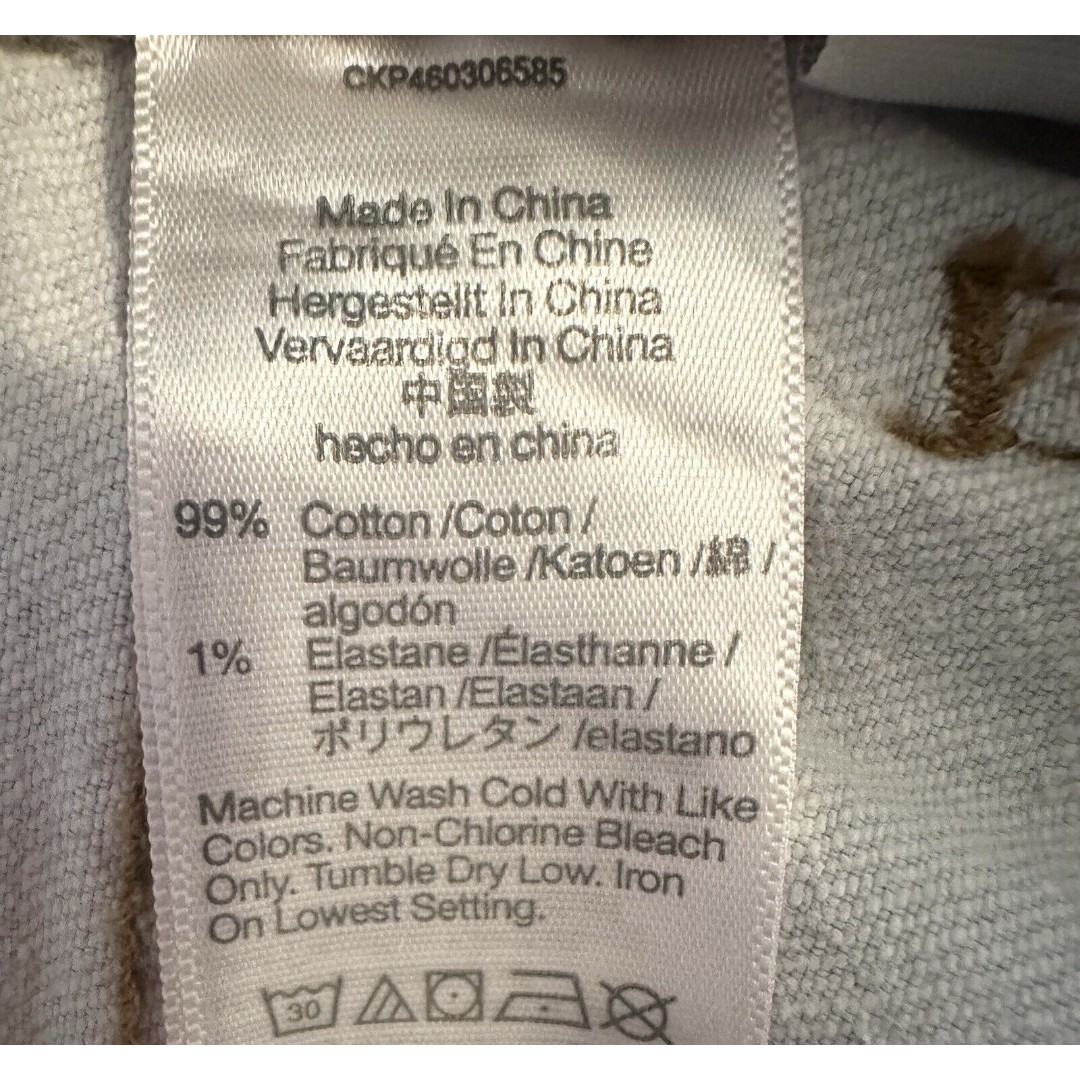 CKP460306585
Made In China
Fabriqué En Chine
Hergestellt In China
Vervaardigd In China
中国製
hecho en china
99% Cotton /Coton /
Baumwolle /Katoen /綿 /
algodón
1% Elastane /Élasthanne /
Elastan /Elastaan /
ポリウレタン /elastano
Machine Wash Cold With Like
Colors. Non-Chlorine Bleach
Only. Tumble Dry Low. Iron
On Lowest Setting.
30